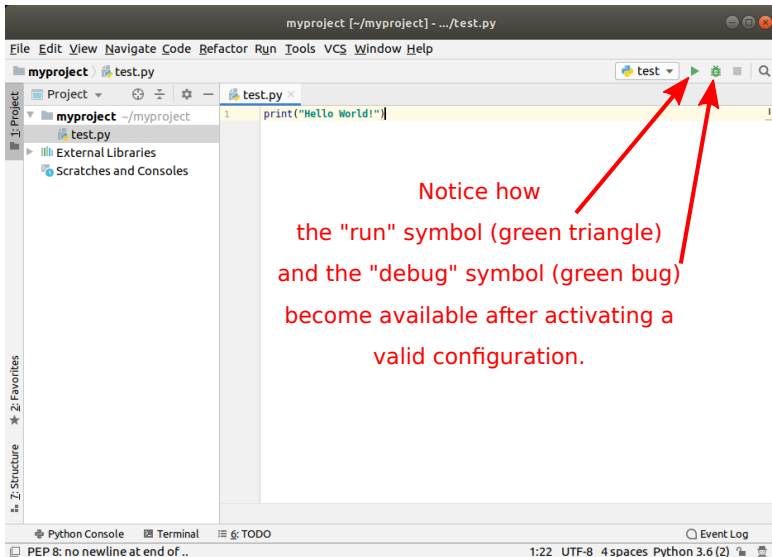 myproject [~/myproject] - .../test.py
File Edit View Navigate Code Refactor Run Tools VCS Window Help
myproject test.py
test
1: Project
Project
test.py
myproject ~/myproject
test.py
External Libraries
Scratches and Consoles
1 print("Hello World!")
Notice how
the "run" symbol (green triangle)
and the "debug" symbol (green bug)
become available after activating a
valid configuration.
2: Favorites
7: Structure
Python Console Terminal 6: TODO Event Log
PEP 8: no newline at end of .. 1:22 UTF-8 4 spaces Python 3.6 (2)